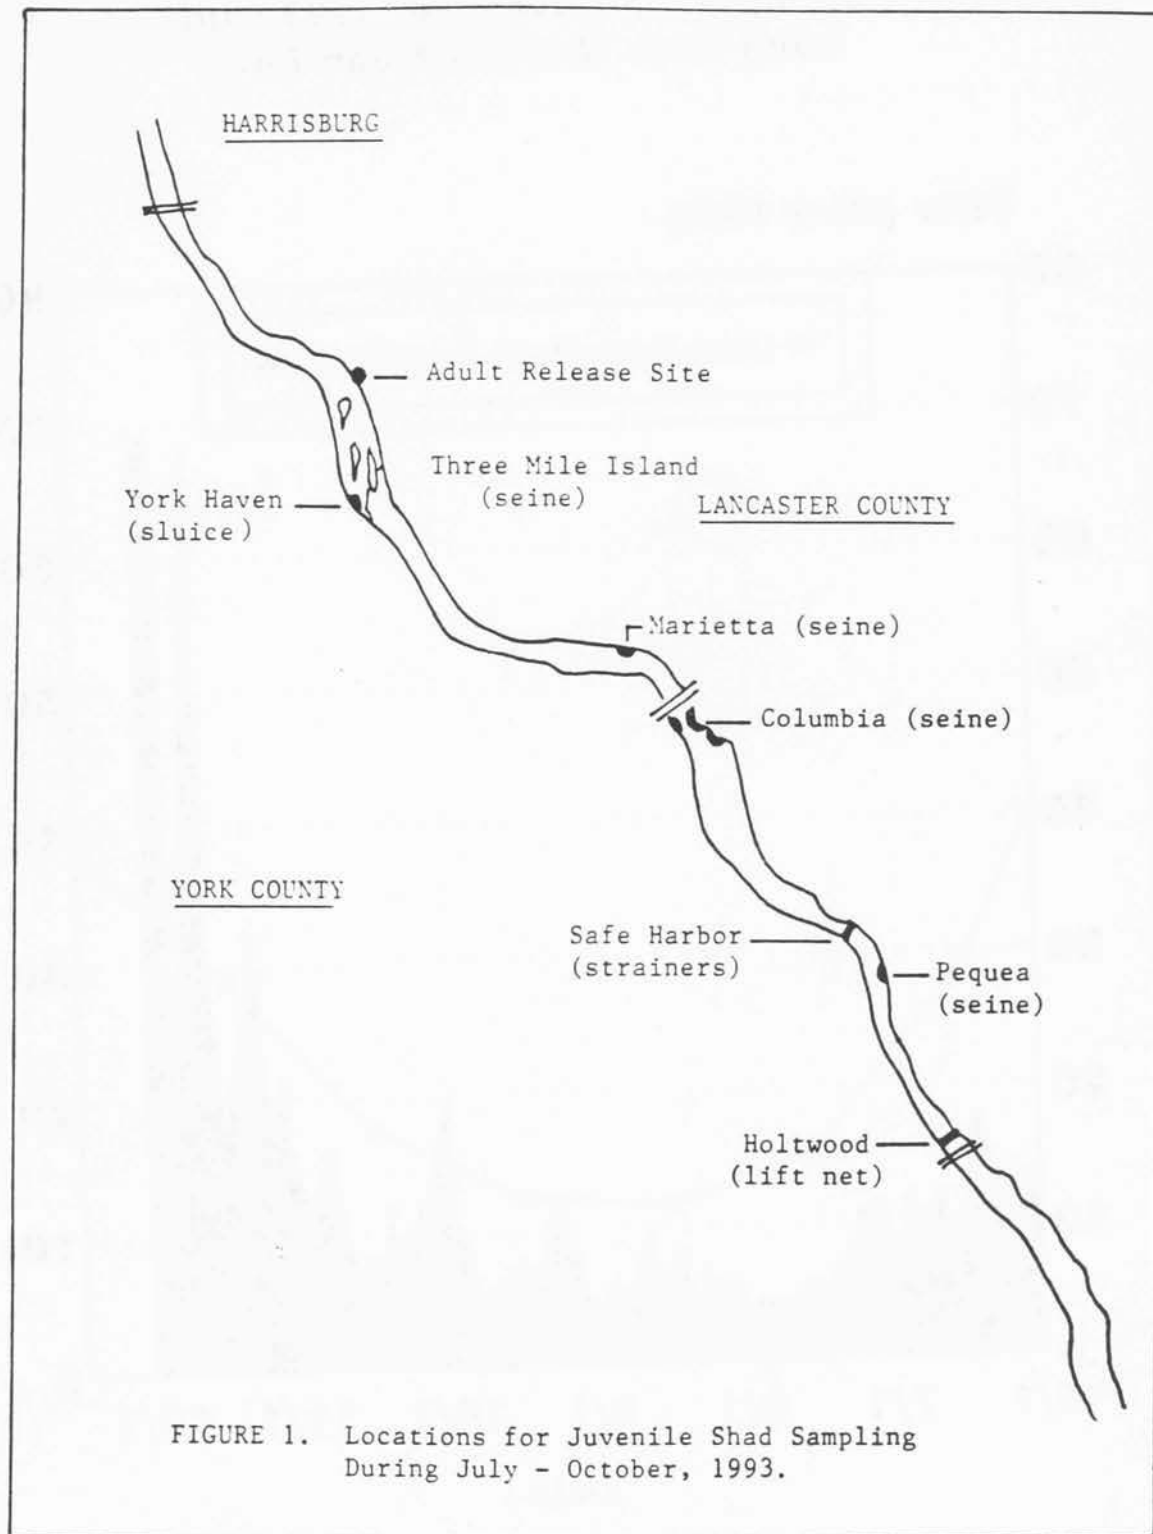 HARRISBURG
Adult Release Site
Three Mile Island
(seine)
York Haven
(sluice)
LANCASTER COUNTY
Marietta (seine)
Columbia (seine)
YORK COUNTY
Safe Harbor
(strainers)
Pequea
(seine)
Holtwood
(lift net)
FIGURE 1. Locations for Juvenile Shad Sampling
During July - October, 1993.